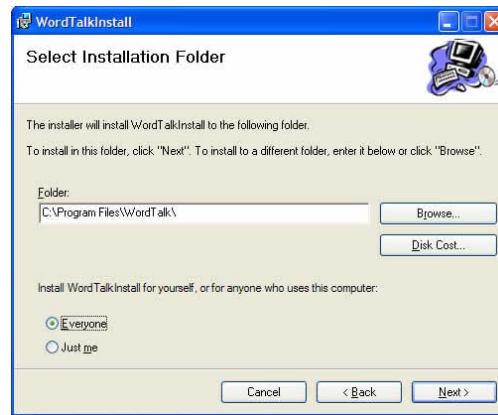 WordTalkInstall
Select Installation Folder
The installer will install WordTalkInstall to the following folder.
To install in this folder, click "Next". To install to a different folder, enter it below or click "Browse".
Folder:
C:\Program Files\WordTalk\
Browse...
Disk Cost...
Install WordTalkInstall for yourself, or for anyone who uses this computer:
Everyone
Just me
Cancel < Back Next >